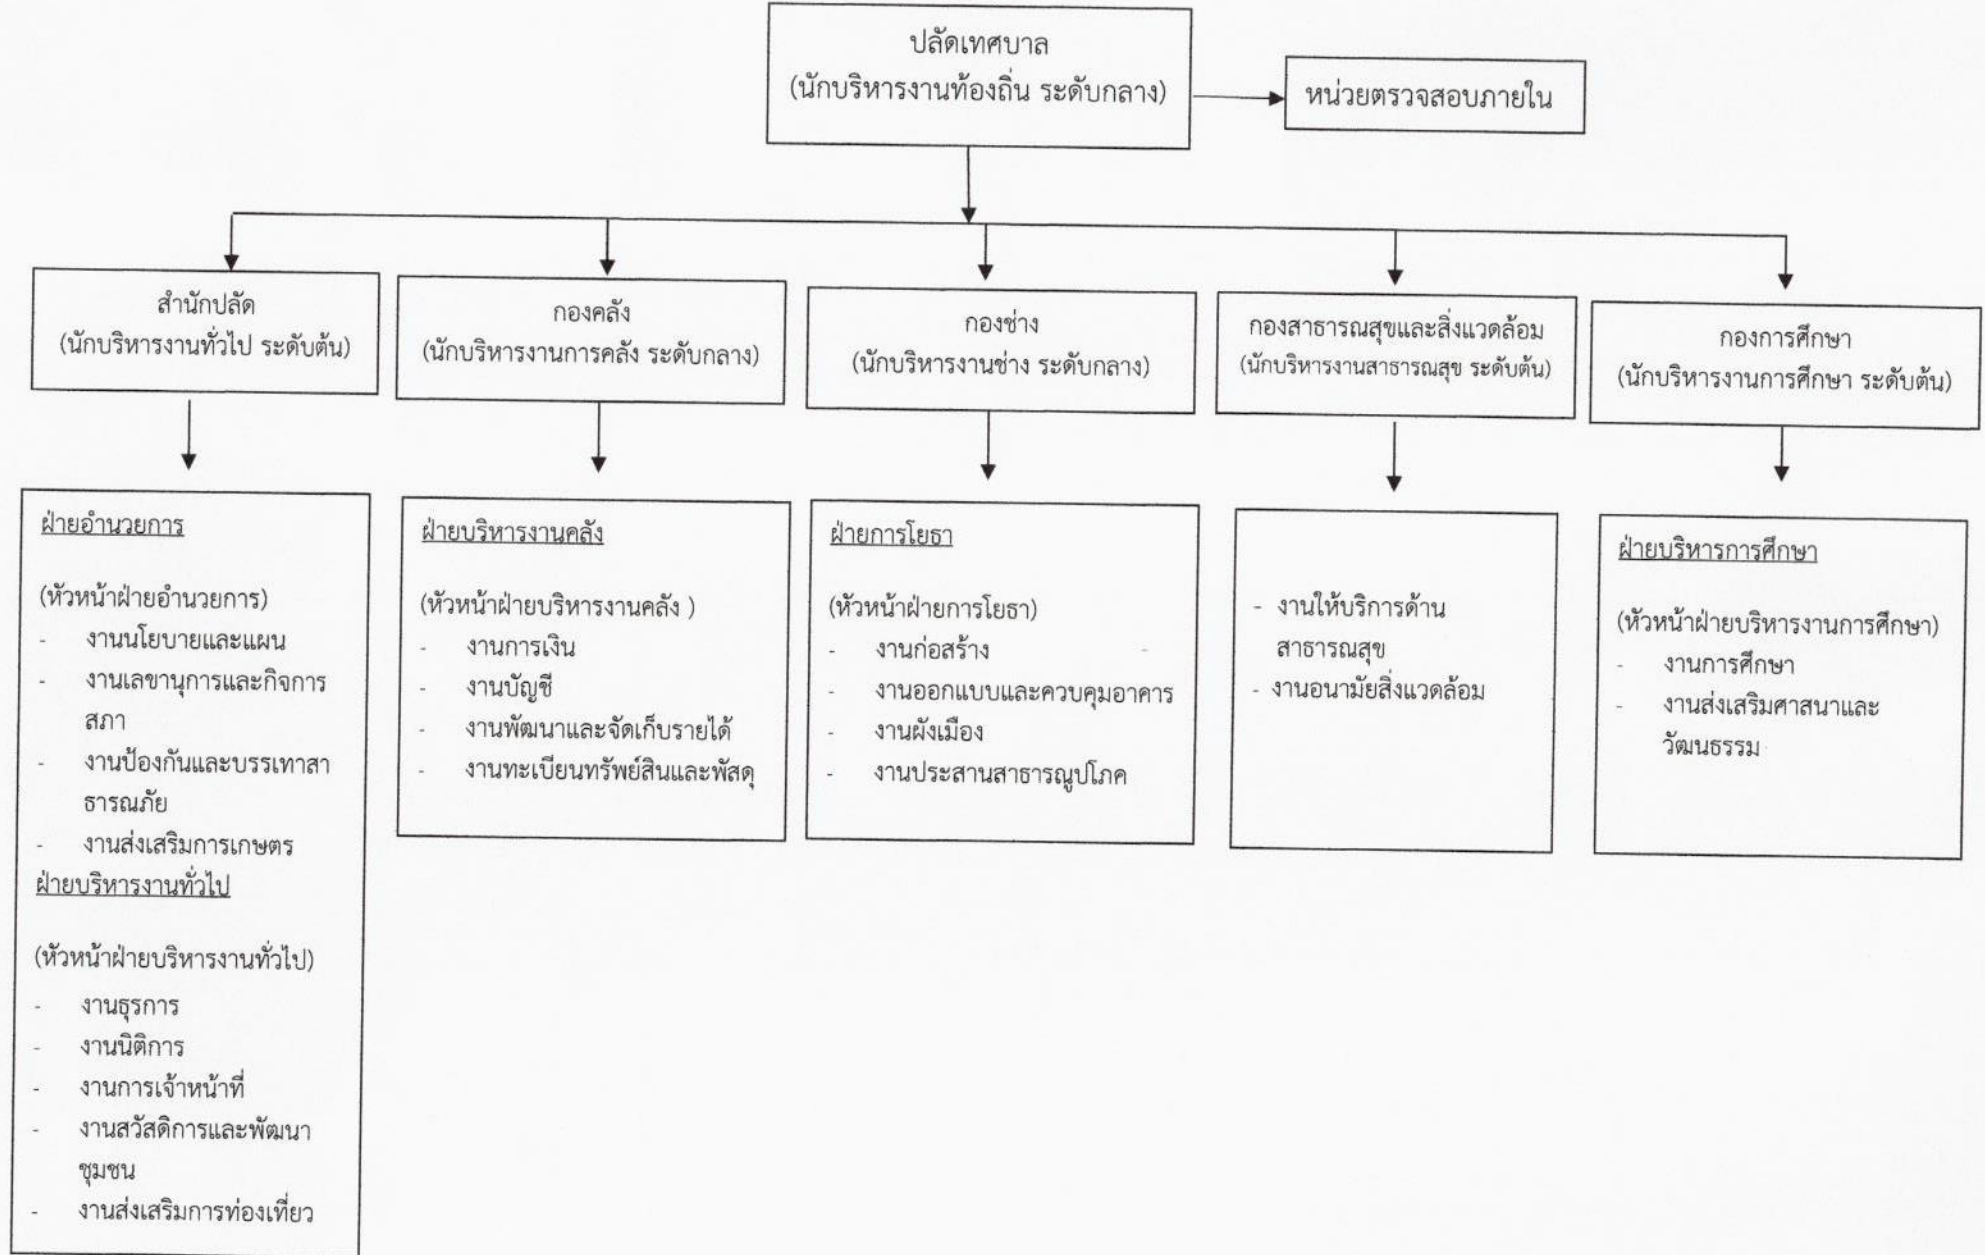 ปลัดเทศบาล
(นักบริหารงานท้องถิ่น ระดับกลาง)
หน่วยตรวจสอบภายใน
สำนักปลัด
(นักบริหารงานทั่วไป ระดับต้น)
กองคลัง
(นักบริหารงานการคลัง ระดับกลาง)
กองช่าง
(นักบริหารงานช่าง ระดับกลาง)
กองสาธารณสุขและสิ่งแวดล้อม
(นักบริหารงานสาธารณสุข ระดับต้น)
กองการศึกษา
(นักบริหารงานการศึกษา ระดับต้น)
ฝ่ายอำนวยการ
(หัวหน้าฝ่ายอำนวยการ)
- งานนโยบายและแผน
- งานเลขานุการและกิจการ
สภา
- งานป้องกันและบรรเทาสา
ธารณภัย
- งานส่งเสริมการเกษตร
ฝ่ายบริหารงานทั่วไป
(หัวหน้าฝ่ายบริหารงานทั่วไป)
- งานธุรการ
- งานนิติการ
- งานการเจ้าหน้าที่
- งานสวัสดิการและพัฒนา
ชุมชน
- งานส่งเสริมการท่องเที่ยว
ฝ่ายบริหารงานคลัง
(หัวหน้าฝ่ายบริหารงานคลัง )
- งานการเงิน
- งานบัญชี
- งานพัฒนาและจัดเก็บรายได้
- งานทะเบียนทรัพย์สินและพัสดุ
ฝ่ายการโยธา
(หัวหน้าฝ่ายการโยธา)
- งานก่อสร้าง
- งานออกแบบและควบคุมอาคาร
- งานผังเมือง
- งานประสานสาธารณูปโภค
- งานให้บริการด้าน
สาธารณสุข
- งานอนามัยสิ่งแวดล้อม
ฝ่ายบริหารการศึกษา
(หัวหน้าฝ่ายบริหารงานการศึกษา)
- งานการศึกษา
- งานส่งเสริมศาสนาและ
วัฒนธรรม